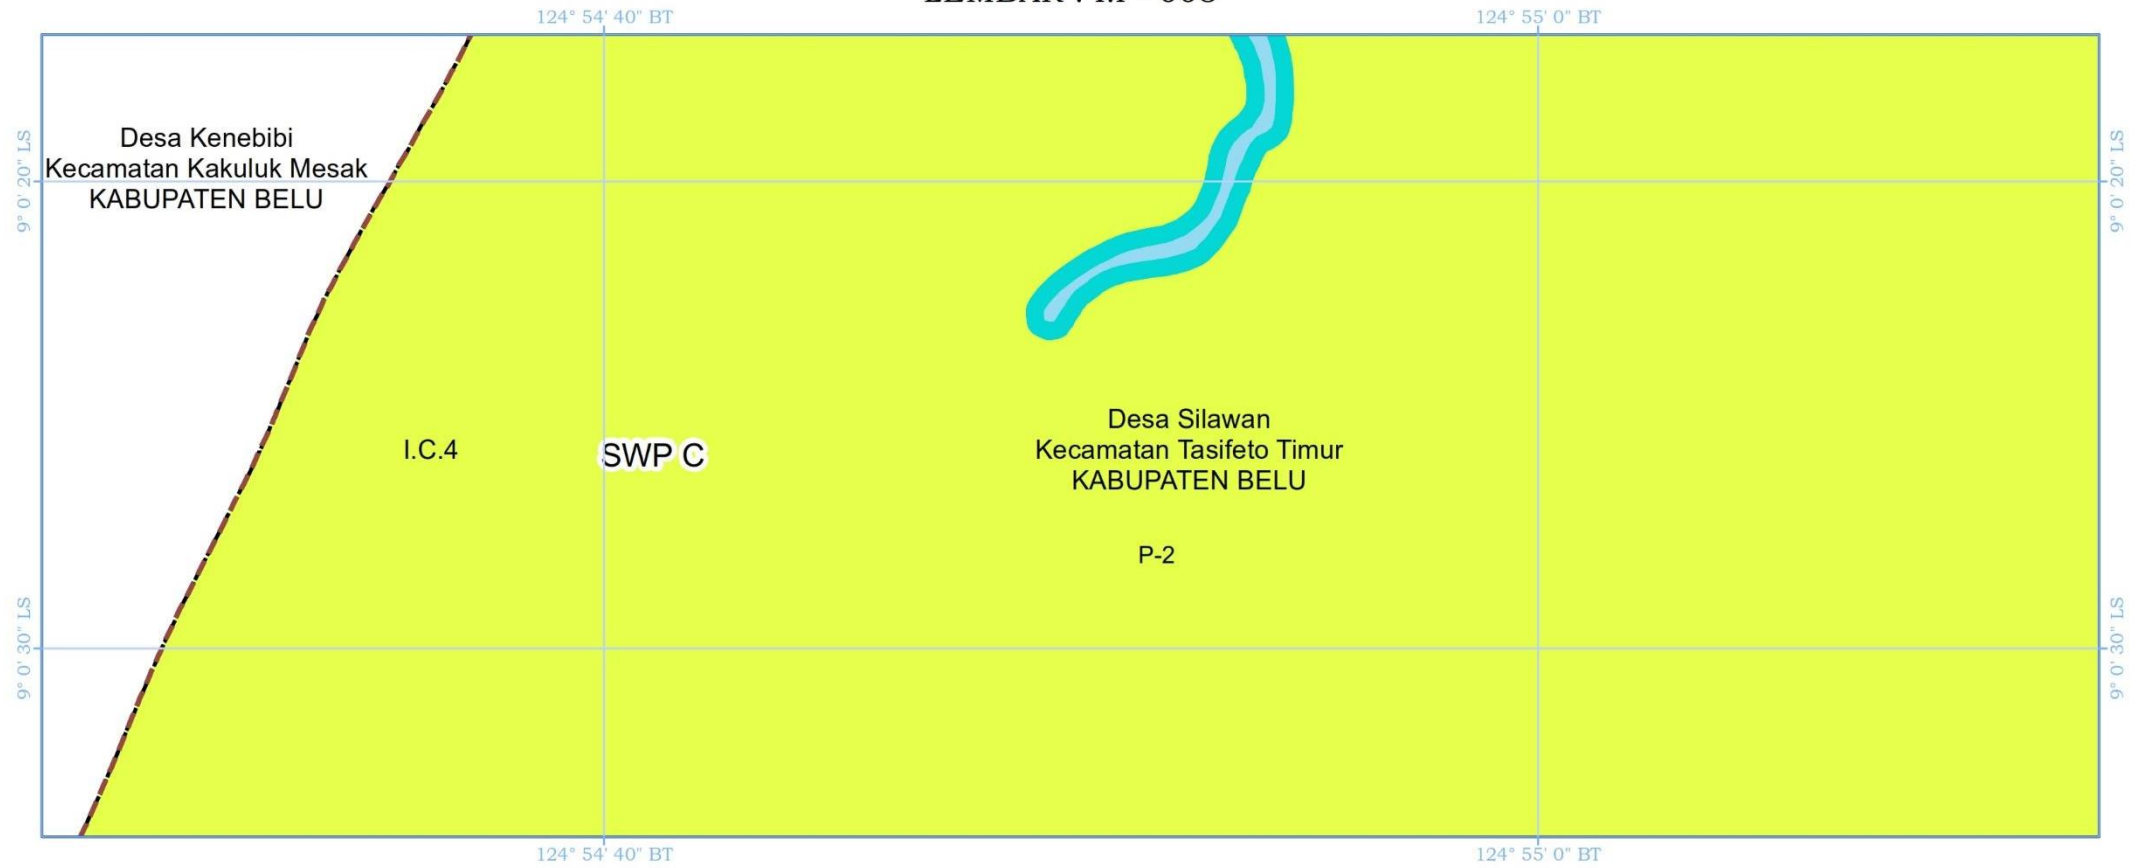 124° 54' 40" BT
124° 55' 0" BT
9° 0' 20" LS
9° 0' 20" LS
Desa Kenebibi
Kecamatan Kakuluk Mesak
KABUPATEN BELU
Desa Silawan
Kecamatan Tasifeto Timur
KABUPATEN BELU
I.C.4
SWP C
P-2
9° 0' 30" LS
9° 0' 30" LS
124° 54' 40" BT
124° 55' 0" BT